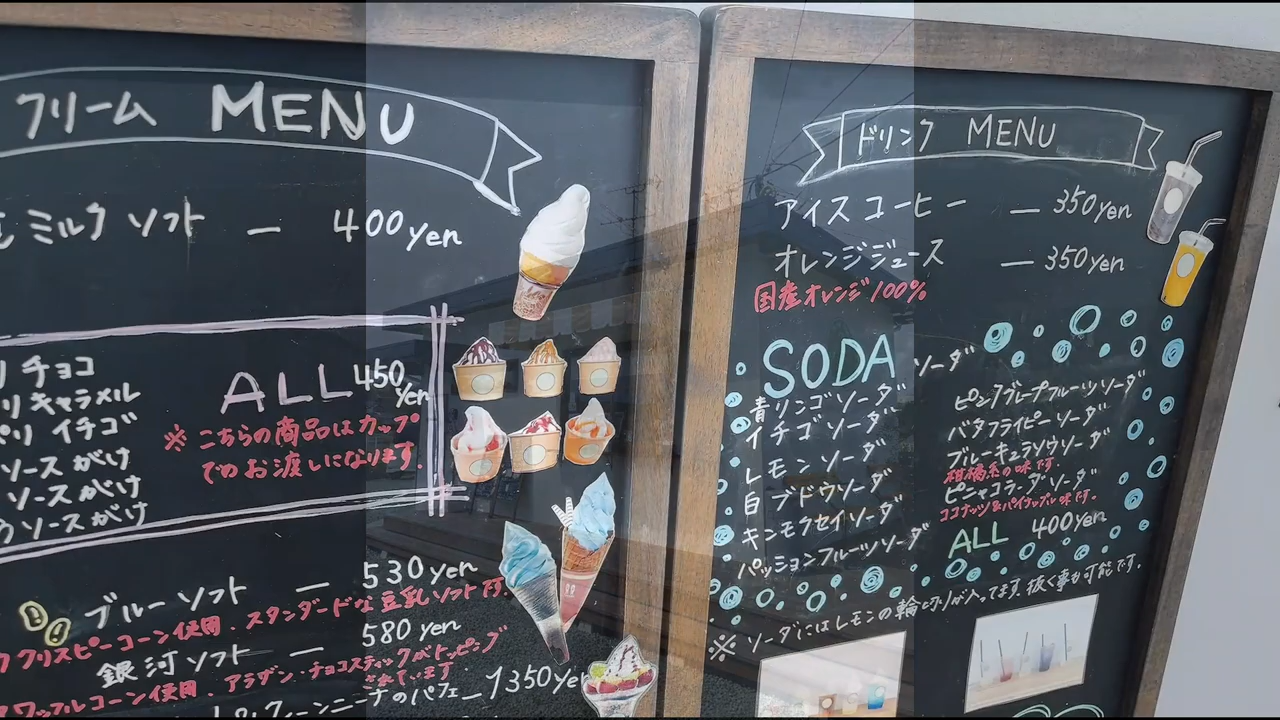 クリーム MENU
ミルクソフト — 400yen
チョコ
リ キャラメル
パリ イチゴ
ソースがけ
ソースがけ
ソースがけ
ALL 450yen
※こちらの商品はカップ
でのお渡しになります。
ブルーソフト — 530yen
クリスピーコーン使用、スタンダードな豆乳ソフトです。
銀河ソフト — 580yen
ワッフルコーン使用、アラザン・チョコスティックがトッピング
されています
のパフェ — 1350yen
ドリンク MENU
アイスコーヒー — 350yen
オレンジジュース — 350yen
国産オレンジ100%
SODA ソーダ
青リンゴソーダ
イチゴソーダ
レモンソーダ
白ブドウソーダ
キンモクセイソーダ
パッションフルーツソーダ
ピンクグレープフルーツソーダ
バタフライピーソーダ
ブルーキュラソウソーダ
柑橘系の味です。
ピニャコラーダソーダ
ココナッツ&パイナップル味です。
ALL 400yen
※ソーダにはレモンの輪切りが入ってます。抜く事も可能です。